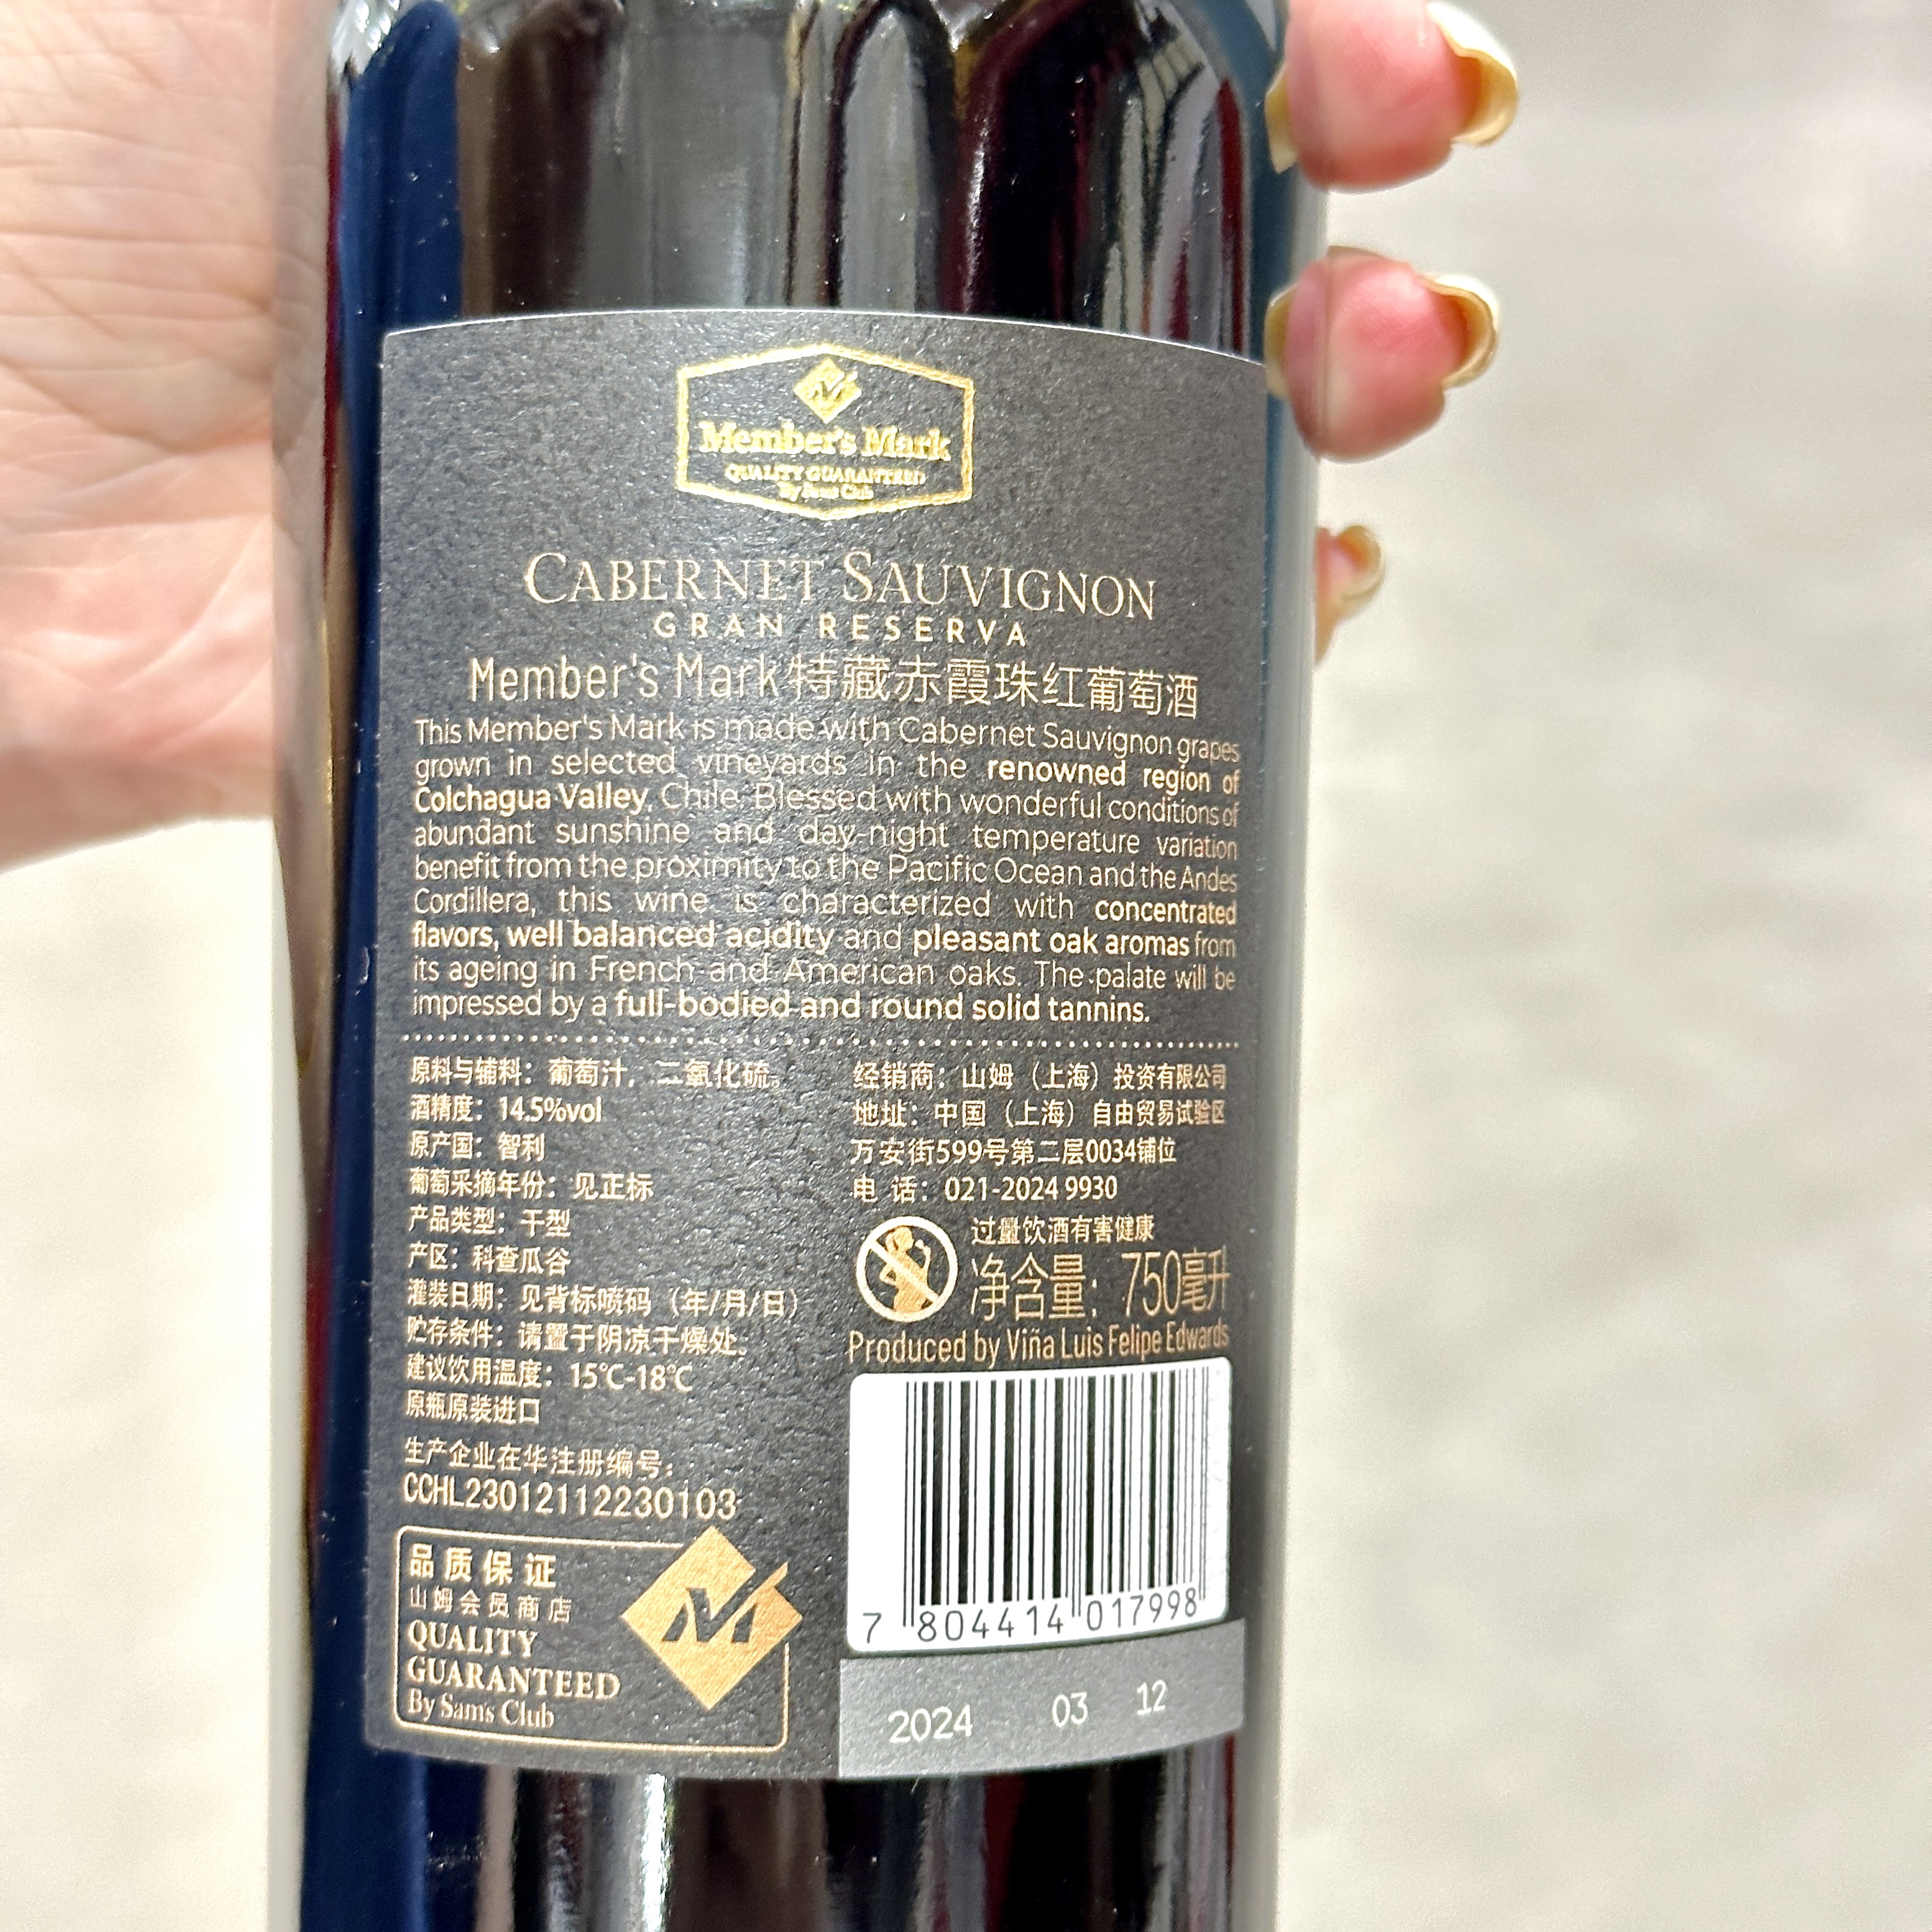 Member's Mark
QUALITY GUARANTEED
By Sam's Club
CABERNET SAUVIGNON
GRAN RESERVA
Member's Mark特藏赤霞珠红葡萄酒
This Member's Mark is made with Cabernet Sauvignon grapes
grown in selected vineyards in the renowned region of
Colchagua Valley, Chile. Blessed with wonderful conditions of
abundant sunshine and day-night temperature variation
benefit from the proximity to the Pacific Ocean and the Andes
Cordillera, this wine is characterized with concentrated
flavors, well balanced acidity and pleasant oak aromas from
its ageing in French and American oaks. The palate will be
impressed by a full-bodied and round solid tannins.
原料与辅料：葡萄汁，二氧化硫。
酒精度：14.5%vol
原产国：智利
葡萄采摘年份：见正标
产品类型：干型
产区：科查瓜谷
灌装日期：见背标喷码（年/月/日）
贮存条件：请置于阴凉干燥处。
建议饮用温度：15℃-18℃
原瓶原装进口
生产企业在华注册编号：
CCHL23012112230103
品质保证
山姆会员商店
QUALITY
GUARANTEED
By Sam's Club
经销商：山姆（上海）投资有限公司
地址：中国（上海）自由贸易试验区
万安街599号第二层0034铺位
电 话：021-2024 9930
过量饮酒有害健康
净含量：750毫升
Produced by Viña Luis Felipe Edwards
7 804414 017998
2024 03 12